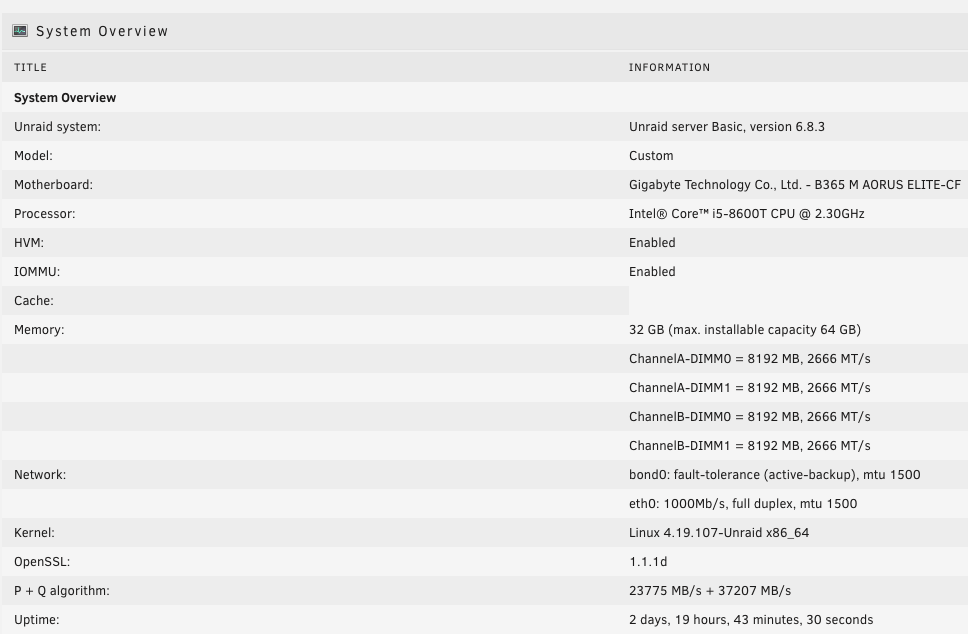 System Overview
TITLE INFORMATION
System Overview
Unraid system: Unraid server Basic, version 6.8.3
Model: Custom
Motherboard: Gigabyte Technology Co., Ltd. - B365 M AORUS ELITE-CF
Processor: Intel® Core™ i5-8600T CPU @ 2.30GHz
HVM: Enabled
IOMMU: Enabled
Cache:
Memory: 32 GB (max. installable capacity 64 GB)
ChannelA-DIMM0 = 8192 MB, 2666 MT/s
ChannelA-DIMM1 = 8192 MB, 2666 MT/s
ChannelB-DIMM0 = 8192 MB, 2666 MT/s
ChannelB-DIMM1 = 8192 MB, 2666 MT/s
Network: bond0: fault-tolerance (active-backup), mtu 1500
eth0: 1000Mb/s, full duplex, mtu 1500
Kernel: Linux 4.19.107-Unraid x86_64
OpenSSL: 1.1.1d
P + Q algorithm: 23775 MB/s + 37207 MB/s
Uptime: 2 days, 19 hours, 43 minutes, 30 seconds